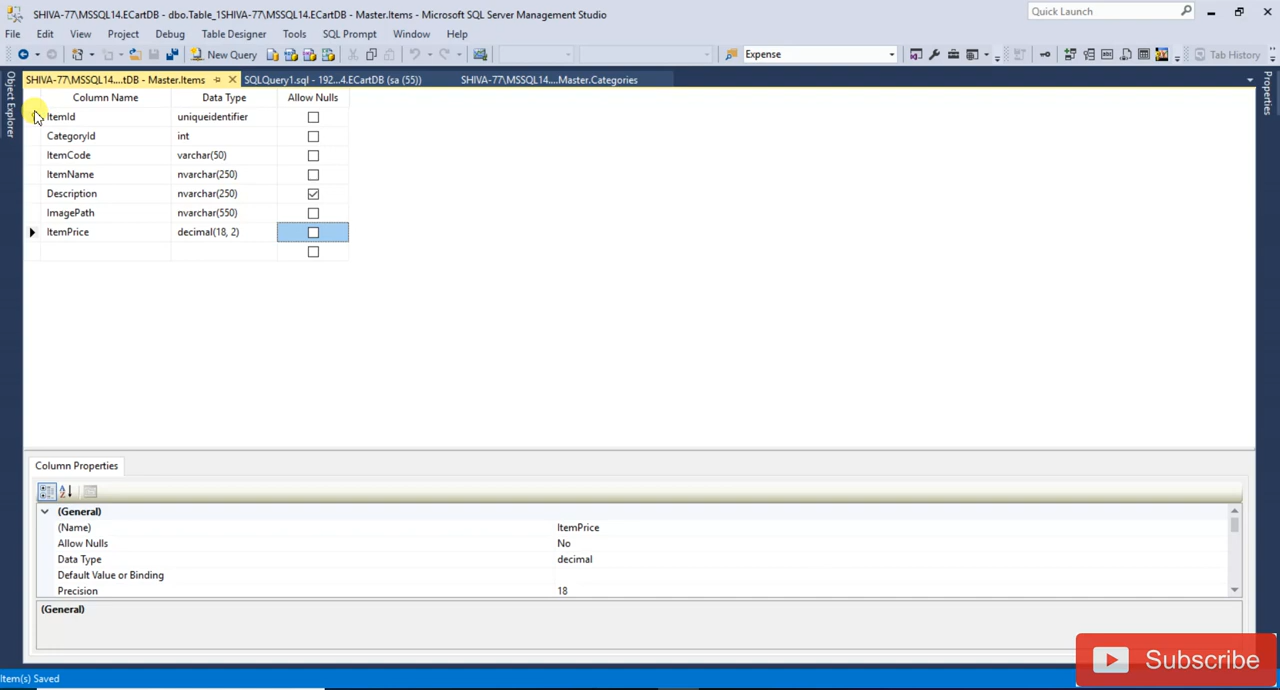 SHIVA-77\MSSQL14.ECartDB - dbo.Table_1SHIVA-77\MSSQL14.ECartDB - Master.Items - Microsoft SQL Server Management Studio
Quick Launch
File Edit View Project Debug Table Designer Tools SQL Prompt Window Help
New Query
Expense
Tab History
SHIVA-77\MSSQL14....tDB - Master.Items
SQLQuery1.sql - 192...4.ECartDB (sa (55))
SHIVA-77\MSSQL14....Master.Categories
Object Explorer
Properties
Column Name Data Type Allow Nulls
ItemId uniqueidentifier
CategoryId int
ItemCode varchar(50)
ItemName nvarchar(250)
Description nvarchar(250)
ImagePath nvarchar(550)
ItemPrice decimal(18, 2)
Column Properties
(General)
(Name) ItemPrice
Allow Nulls No
Data Type decimal
Default Value or Binding
Precision 18
(General)
Subscribe
Item(s) Saved